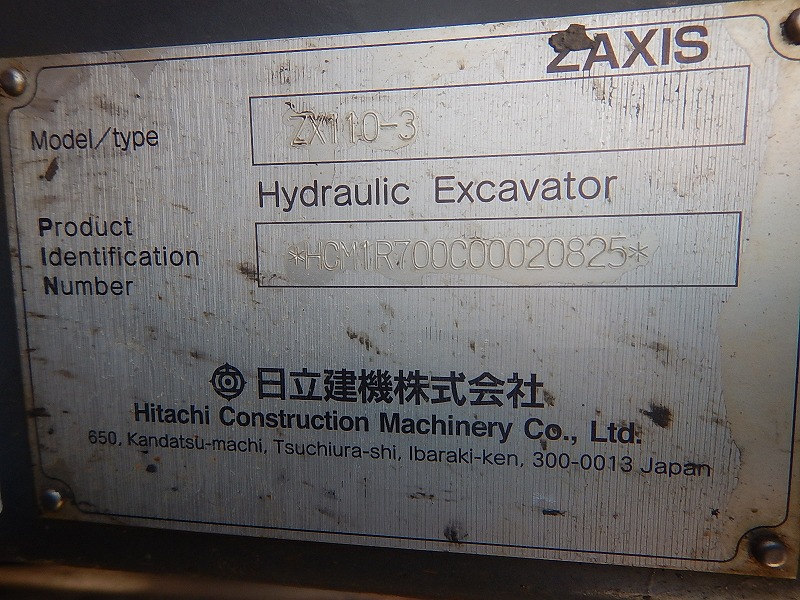 ZAXIS
Model/type
ZX110-3
Hydraulic Excavator
Product
Identification
Number
*HCM1R700C00020825*
日立建機株式会社
Hitachi Construction Machinery Co., Ltd.
650, Kandatsu-machi, Tsuchiura-shi, Ibaraki-ken, 300-0013 Japan